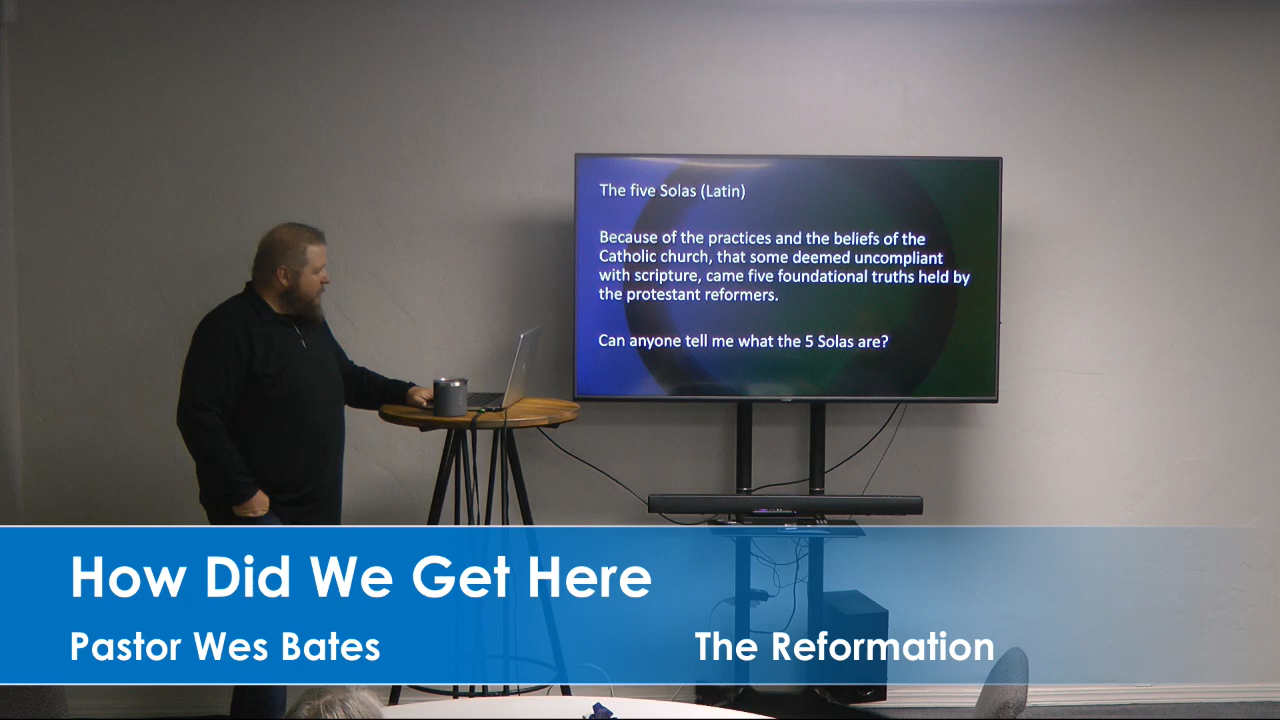 The five Solas (Latin)
Because of the practices and the beliefs of the
Catholic church, that some deemed uncompliant
with scripture, came five foundational truths held by
the protestant reformers.
Can anyone tell me what the 5 Solas are?
How Did We Get Here
Pastor Wes Bates
The Reformation